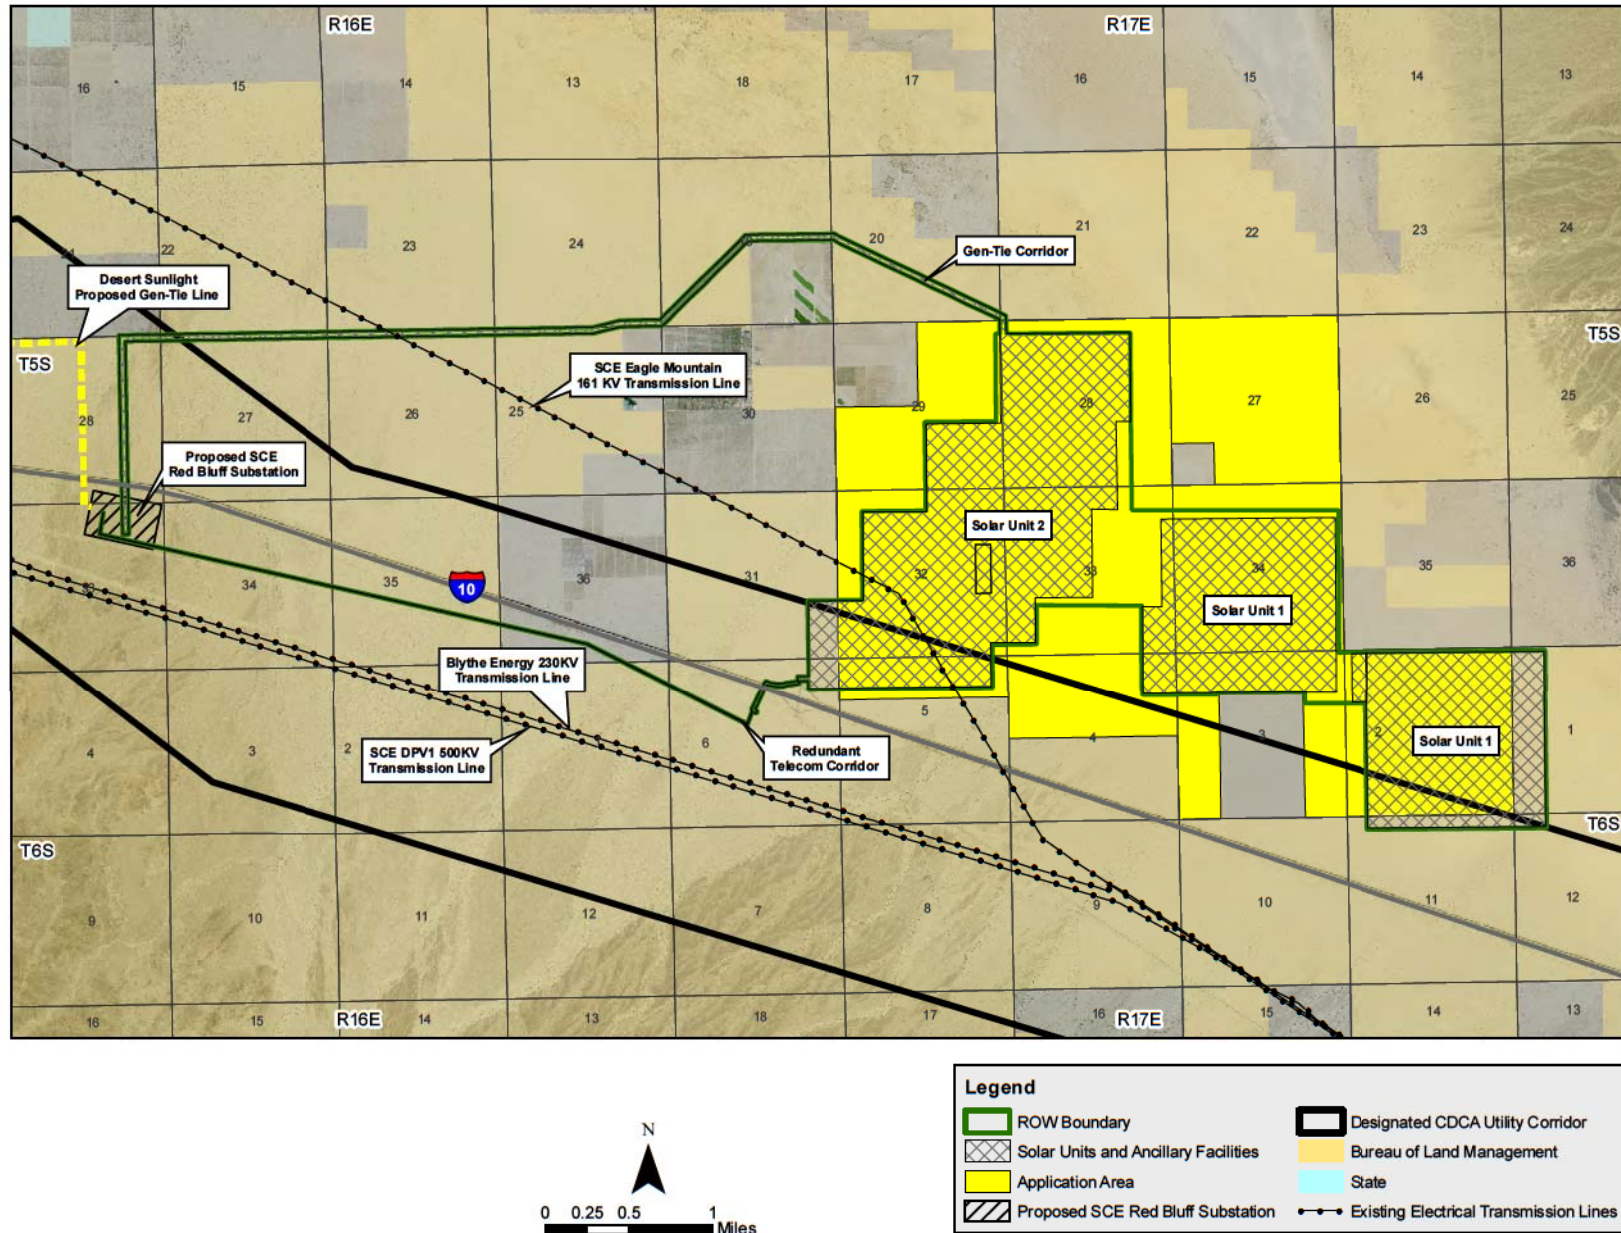 R16E
R17E
16
15
14
13
18
17
16
15
14
13
22
23
24
20
21
22
23
24
Gen-Tie Corridor
Desert Sunlight
Proposed Gen-Tie Line
T5S
T5S
SCE Eagle Mountain
161 KV Transmission Line
28
27
26
25
30
29
28
27
26
25
Proposed SCE
Red Bluff Substation
Solar Unit 2
33
34
35
10
36
31
32
33
34
35
36
Solar Unit 1
Blythe Energy 230KV
Transmission Line
SCE DPV1 500KV
Transmission Line
Redundant
Telecom Corridor
Solar Unit 1
4
3
2
6
5
4
3
2
1
T6S
T6S
9
10
11
12
7
8
9
10
11
12
16
15
R16E
14
13
18
17
16
R17E
15
14
13
Legend
ROW Boundary
Solar Units and Ancillary Facilities
Application Area
Proposed SCE Red Bluff Substation
Designated CDCA Utility Corridor
Bureau of Land Management
State
Existing Electrical Transmission Lines
N
0 0.25 0.5 1
Miles